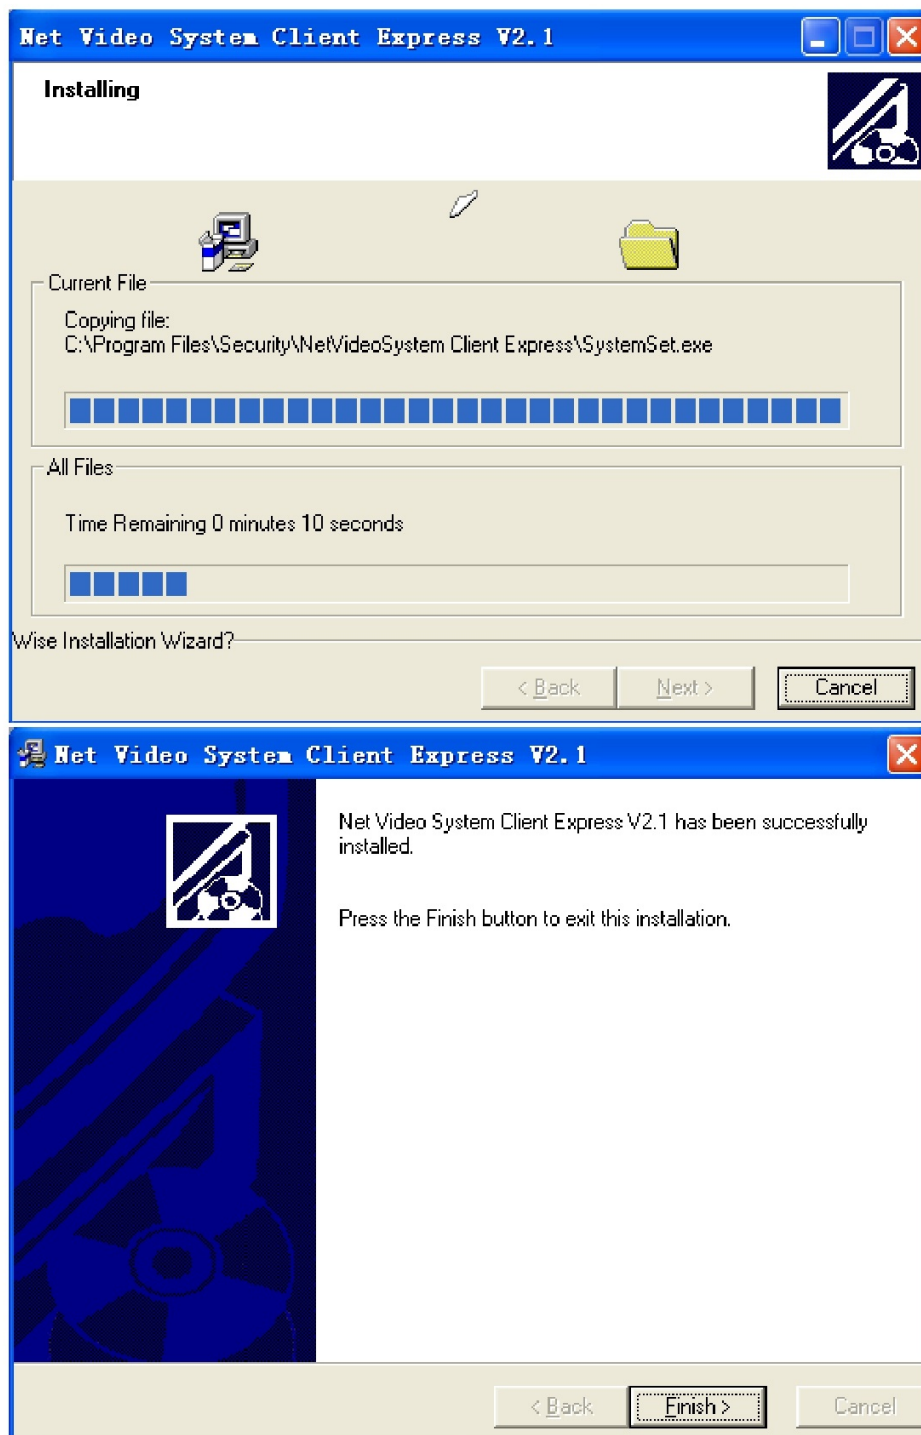 Net Video System Client Express V2.1
Installing
Current File
Copying file:
C:\Program Files\Security\NetVideoSystem Client Express\SystemSet.exe
All Files
Time Remaining 0 minutes 10 seconds
Wise Installation Wizard?
< Back
Next >
Cancel
Net Video System Client Express V2.1
Net Video System Client Express V2.1 has been successfully
installed.
Press the Finish button to exit this installation.
< Back
Finish >
Cancel